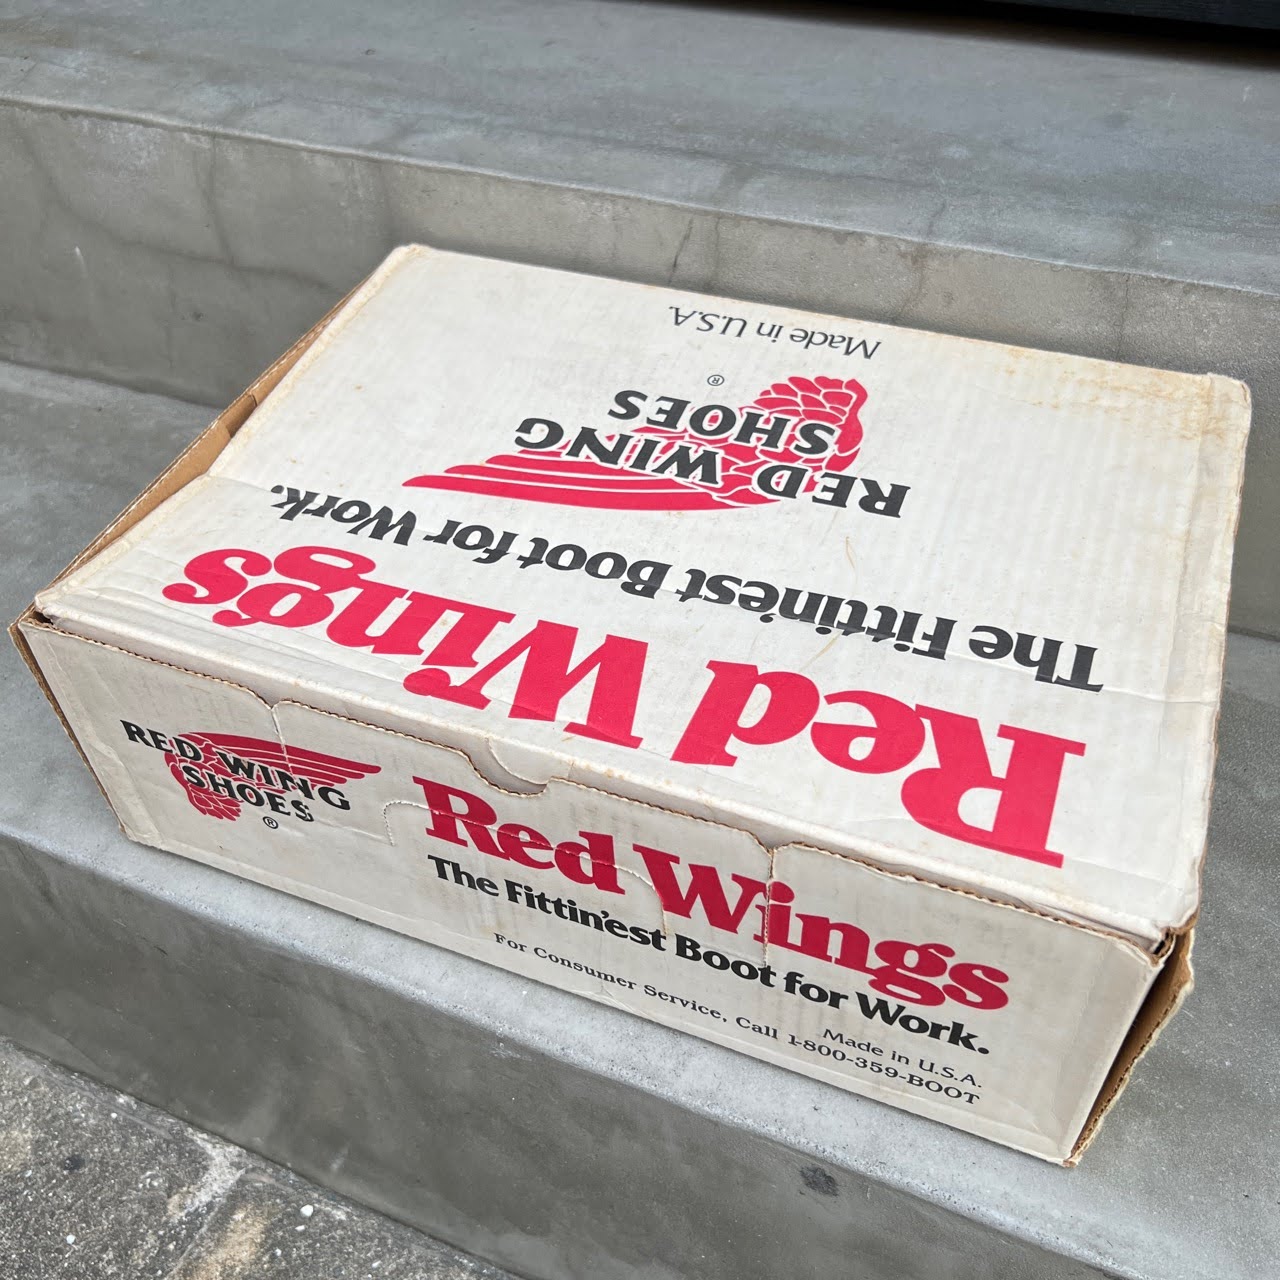 Made in U.S.A.
RED WING
SHOES
®
The Fittin'est Boot for Work.
Red Wings
RED WING
SHOES
®
Red Wings
The Fittin'est Boot for Work.
Made in U.S.A.
For Consumer Service, Call 1-800-359-BOOT